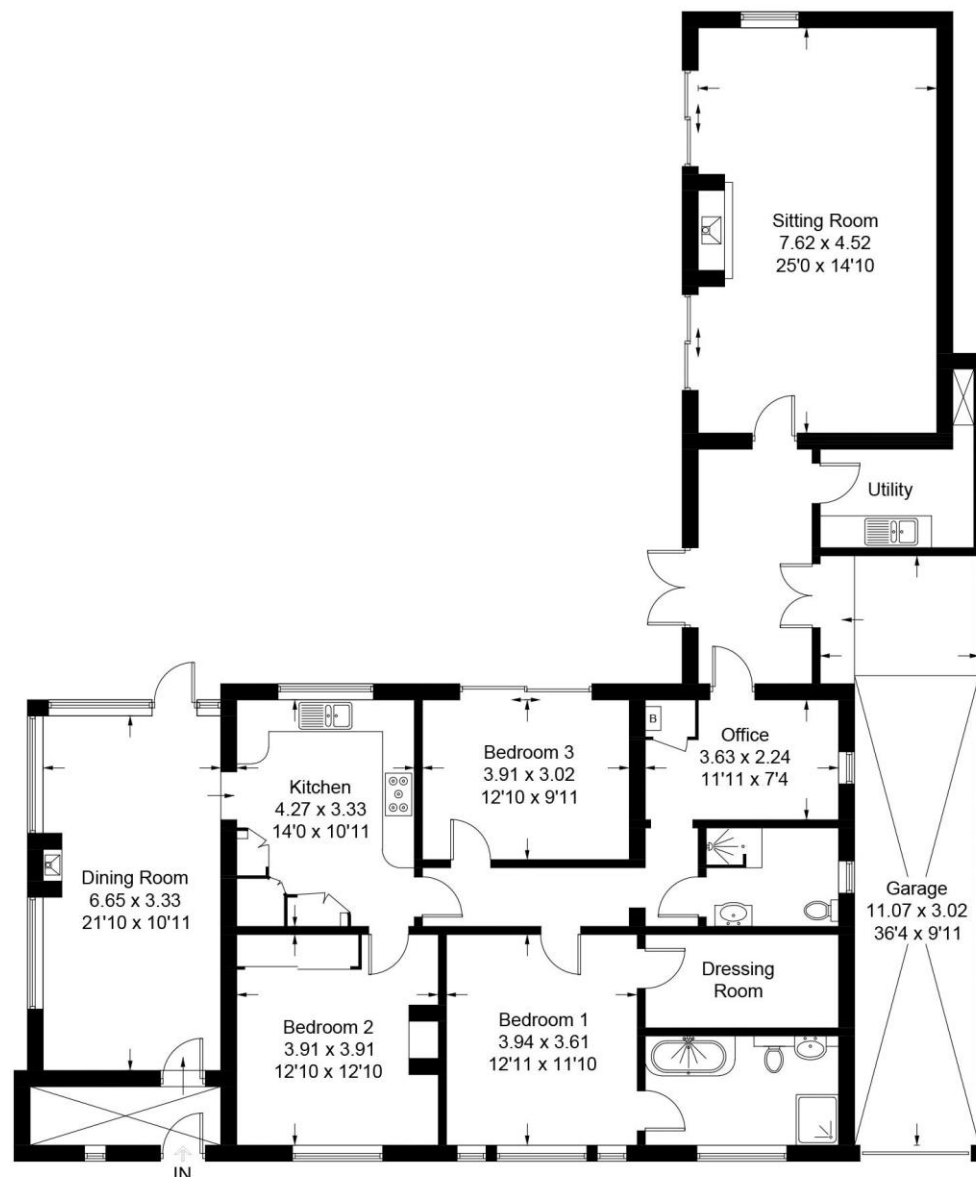 Sitting Room
7.62 x 4.52
25'0 x 14'10
Utility
Office
3.63 x 2.24
11'11 x 7'4
B
Bedroom 3
3.91 x 3.02
12'10 x 9'11
Kitchen
4.27 x 3.33
14'0 x 10'11
Dining Room
6.65 x 3.33
21'10 x 10'11
Garage
11.07 x 3.02
36'4 x 9'11
Dressing
Room
Bedroom 2
3.91 x 3.91
12'10 x 12'10
Bedroom 1
3.94 x 3.61
12'11 x 11'10
IN